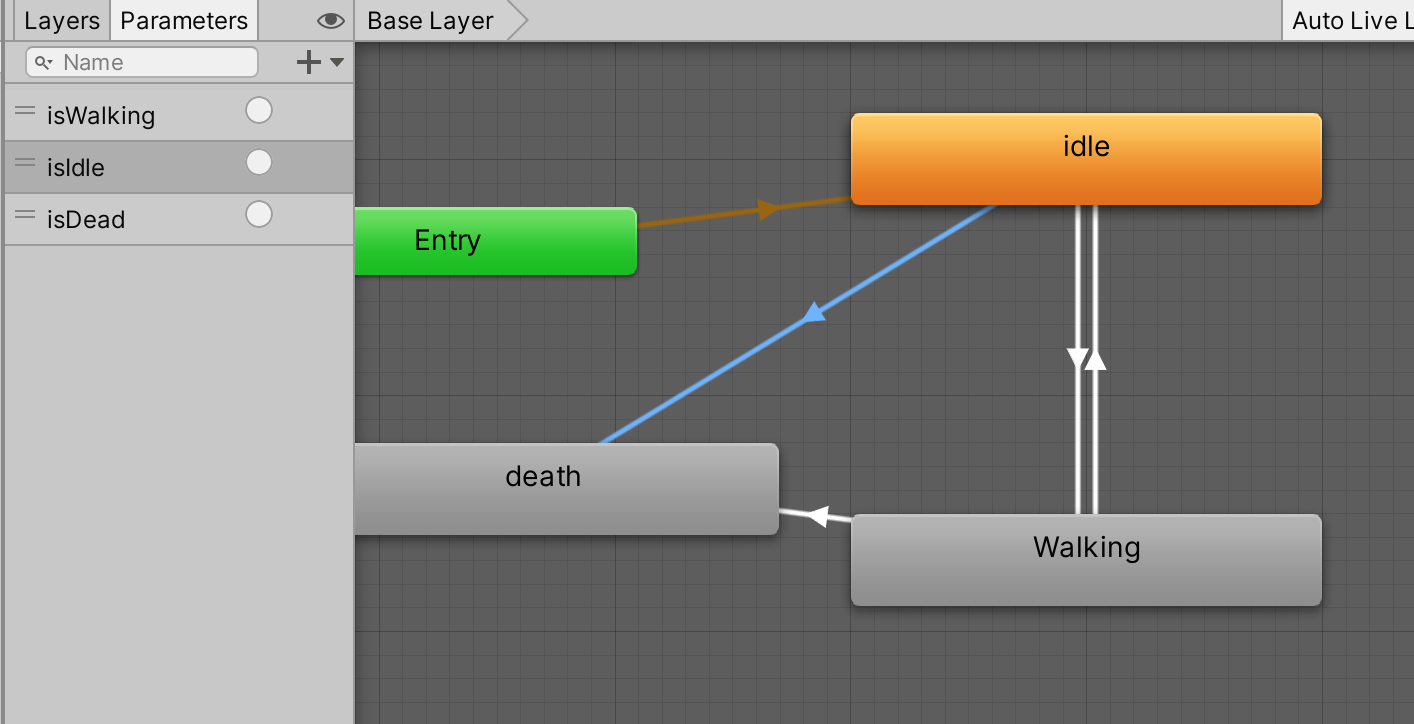 Layers Parameters Base Layer Auto Live L
Name
isWalking
isIdle
isDead
idle
Entry
death
Walking